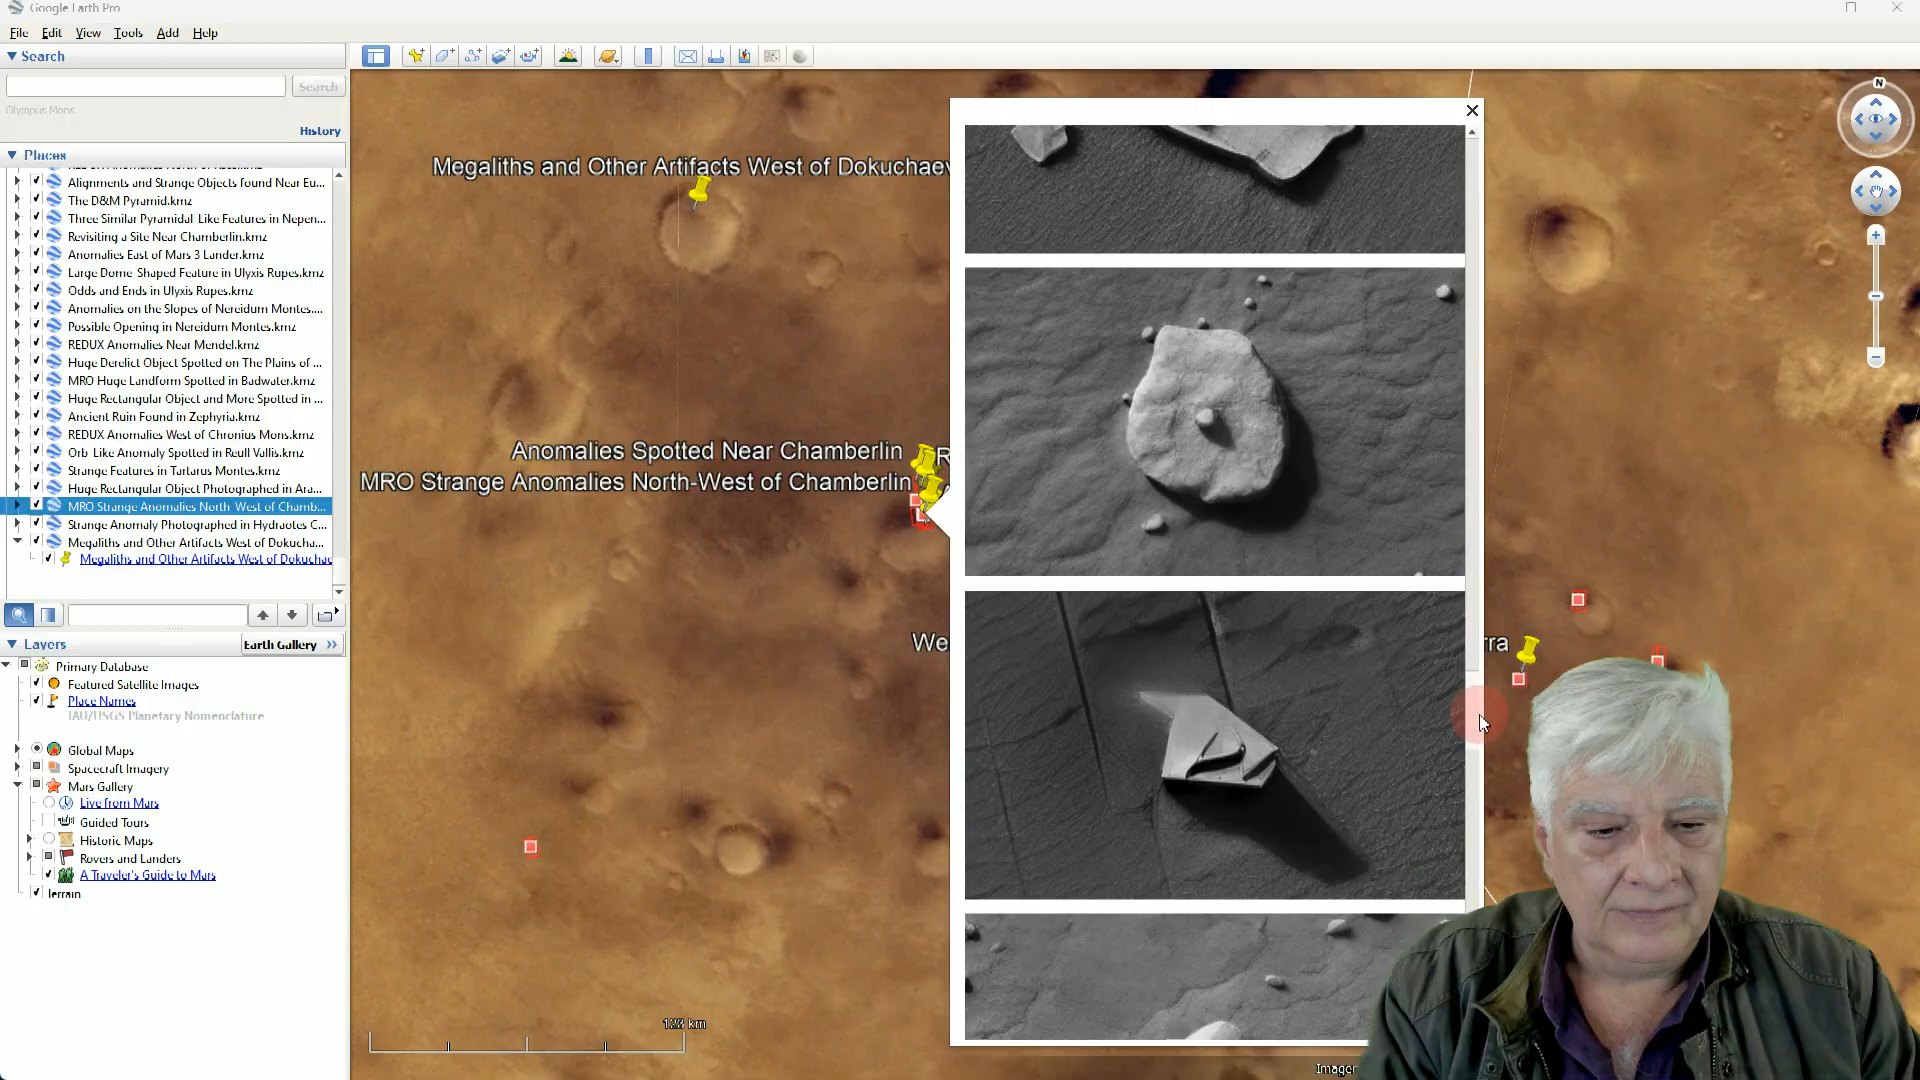 Google Earth Pro
File Edit View Tools Add Help
Search
Search
Olympus Mons
History
Places
Alignments and Strange Objects found Near Eu...
The D&M Pyramid.kmz
Three Similar Pyramidal-Like Features in Nepen...
Revisiting a Site Near Chamberlin.kmz
Anomalies East of Mars 3 Lander.kmz
Large Dome-Shaped Feature in Ulyxis Rupes.kmz
Odds and Ends in Ulyxis Rupes.kmz
Anomalies on the Slopes of Nereidum Montes....
Possible Opening in Nereidum Montes.kmz
REDUX Anomalies Near Mendel.kmz
Huge Derelict Object Spotted on The Plains of ...
MRO Huge Landform Spotted in Badwater.kmz
Huge Rectangular Object and More Spotted in ...
Ancient Ruin Found in Zephyria.kmz
REDUX Anomalies West of Chronius Mons.kmz
Orb-Like Anomaly Spotted in Reull Vallis.kmz
Strange Features in Tartarus Montes.kmz
Huge Rectangular Object Photographed in Ara...
MRO Strange Anomalies North-West of Chamb...
Strange Anomaly Photographed in Hydraotes C...
Megaliths and Other Artifacts West of Dokucha...
Megaliths and Other Artifacts West of Dokuchae
Layers
Earth Gallery >>
Primary Database
Featured Satellite Images
Place Names
IAU/USGS Planetary Nomenclature
Global Maps
Spacecraft Imagery
Mars Gallery
Live from Mars
Guided Tours
Historic Maps
Rovers and Landers
A Traveler's Guide to Mars
Terrain
Megaliths and Other Artifacts West of Dokuchaev
Anomalies Spotted Near Chamberlin
R
MRO Strange Anomalies North-West of Chamberlin
We
rra
123 km
Imager
N